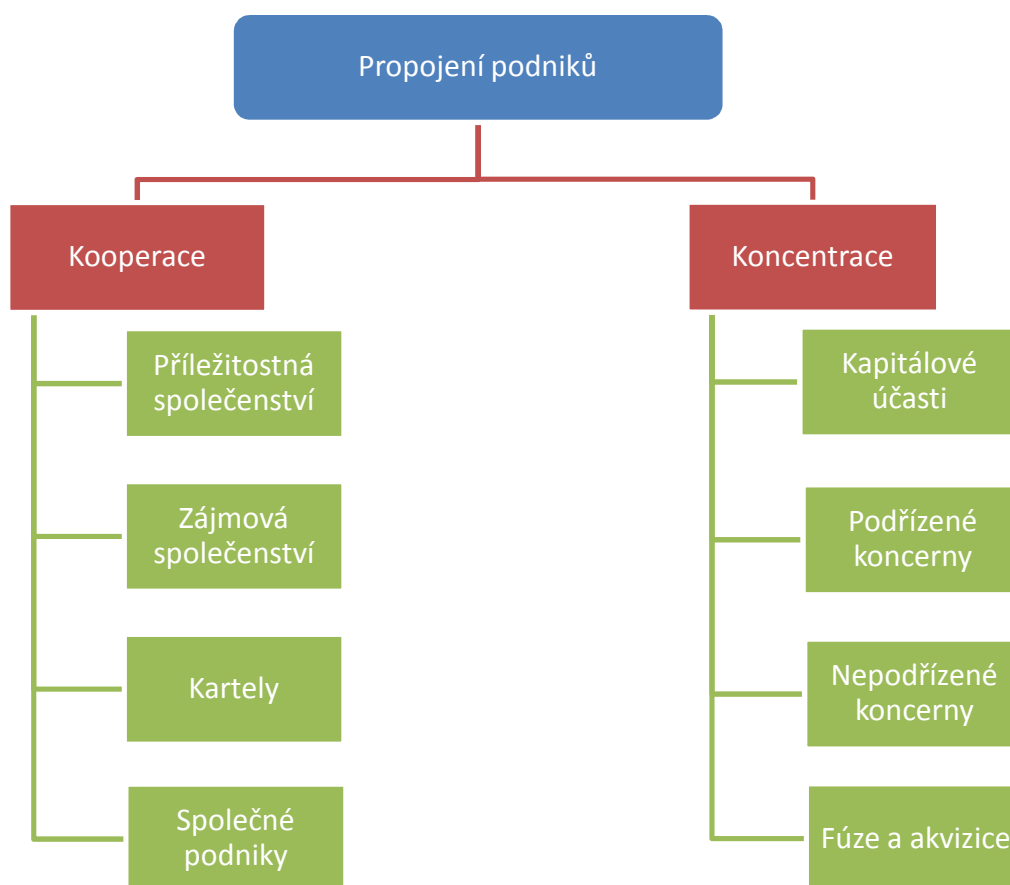 Propojení podniků
Kooperace
Příležitostná
společenství
Zájmová
společenství
Kartely
Společné
podniky
Koncentrace
Kapitálové
účasti
Podřízené
koncerny
Nepodřízené
koncerny
Fúze a akvizice